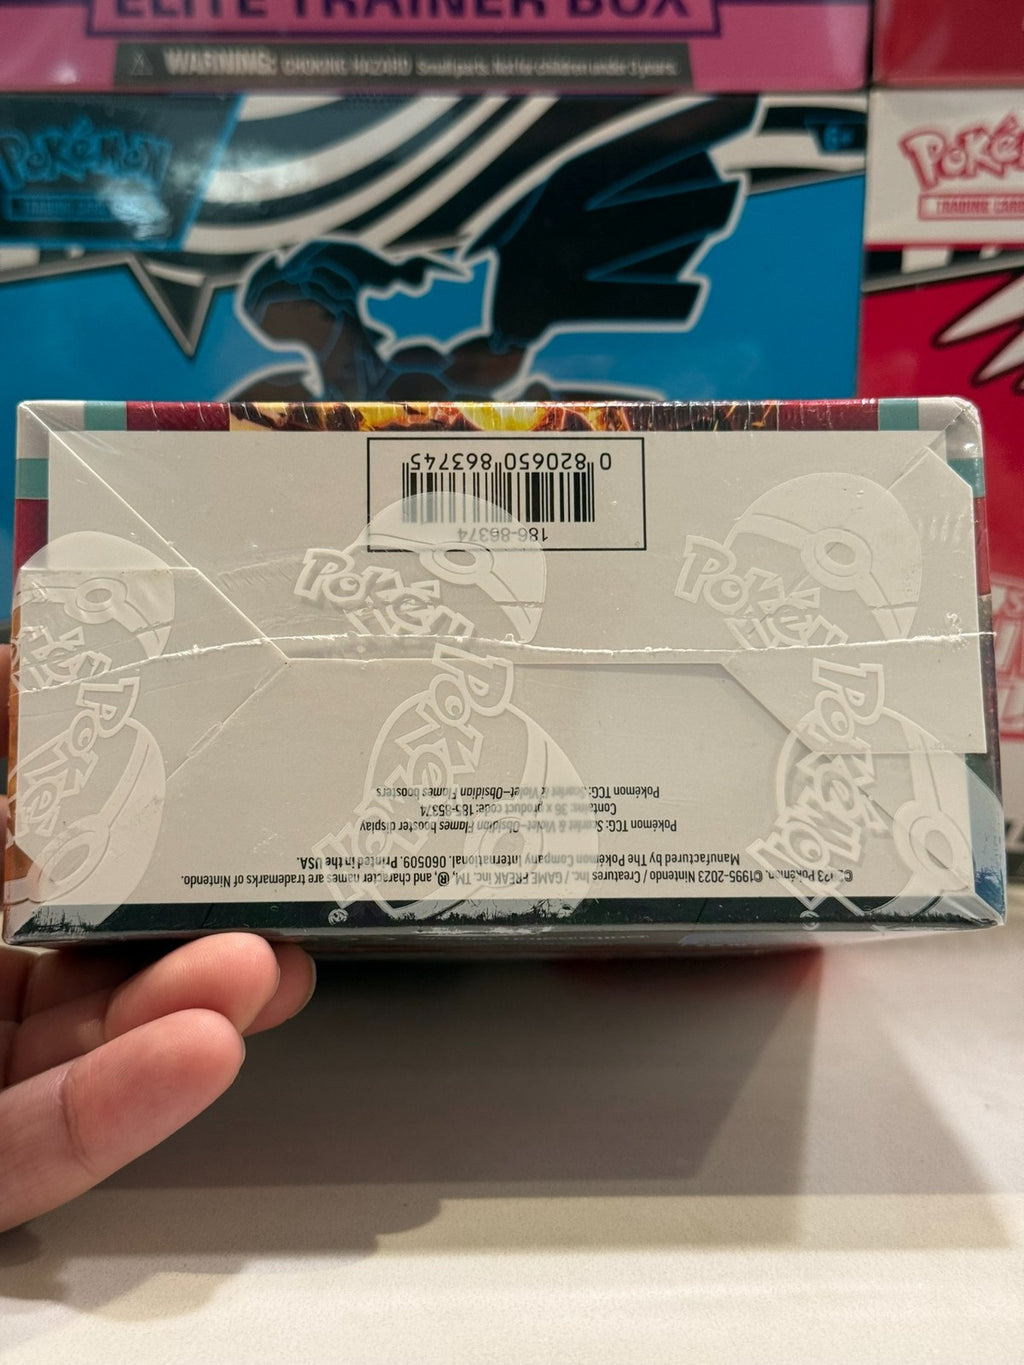 ELITE TRAINER BOX
WARNING: CHOKING HAZARD Small parts. Not for children under 3 years.
POKéMON
TRADING CARD
Poké
TRADING CARD
©2023 Pokémon. ©1995–2023 Nintendo / Creatures Inc. / GAME FREAK inc. TM, ®, and character names are trademarks of Nintendo.
Manufactured by The Pokémon Company International. 060509. Printed in the USA.
Pokémon TCG: Scarlet & Violet—Obsidian Flames booster display
Contains: 36 x product code: 185-85374
Pokémon TCG: Scarlet & Violet—Obsidian Flames boosters
186-86374
0 820650 863745
POKéMON
POKéMON
POKéMON
POKéMON
POKéMON
POKéMON